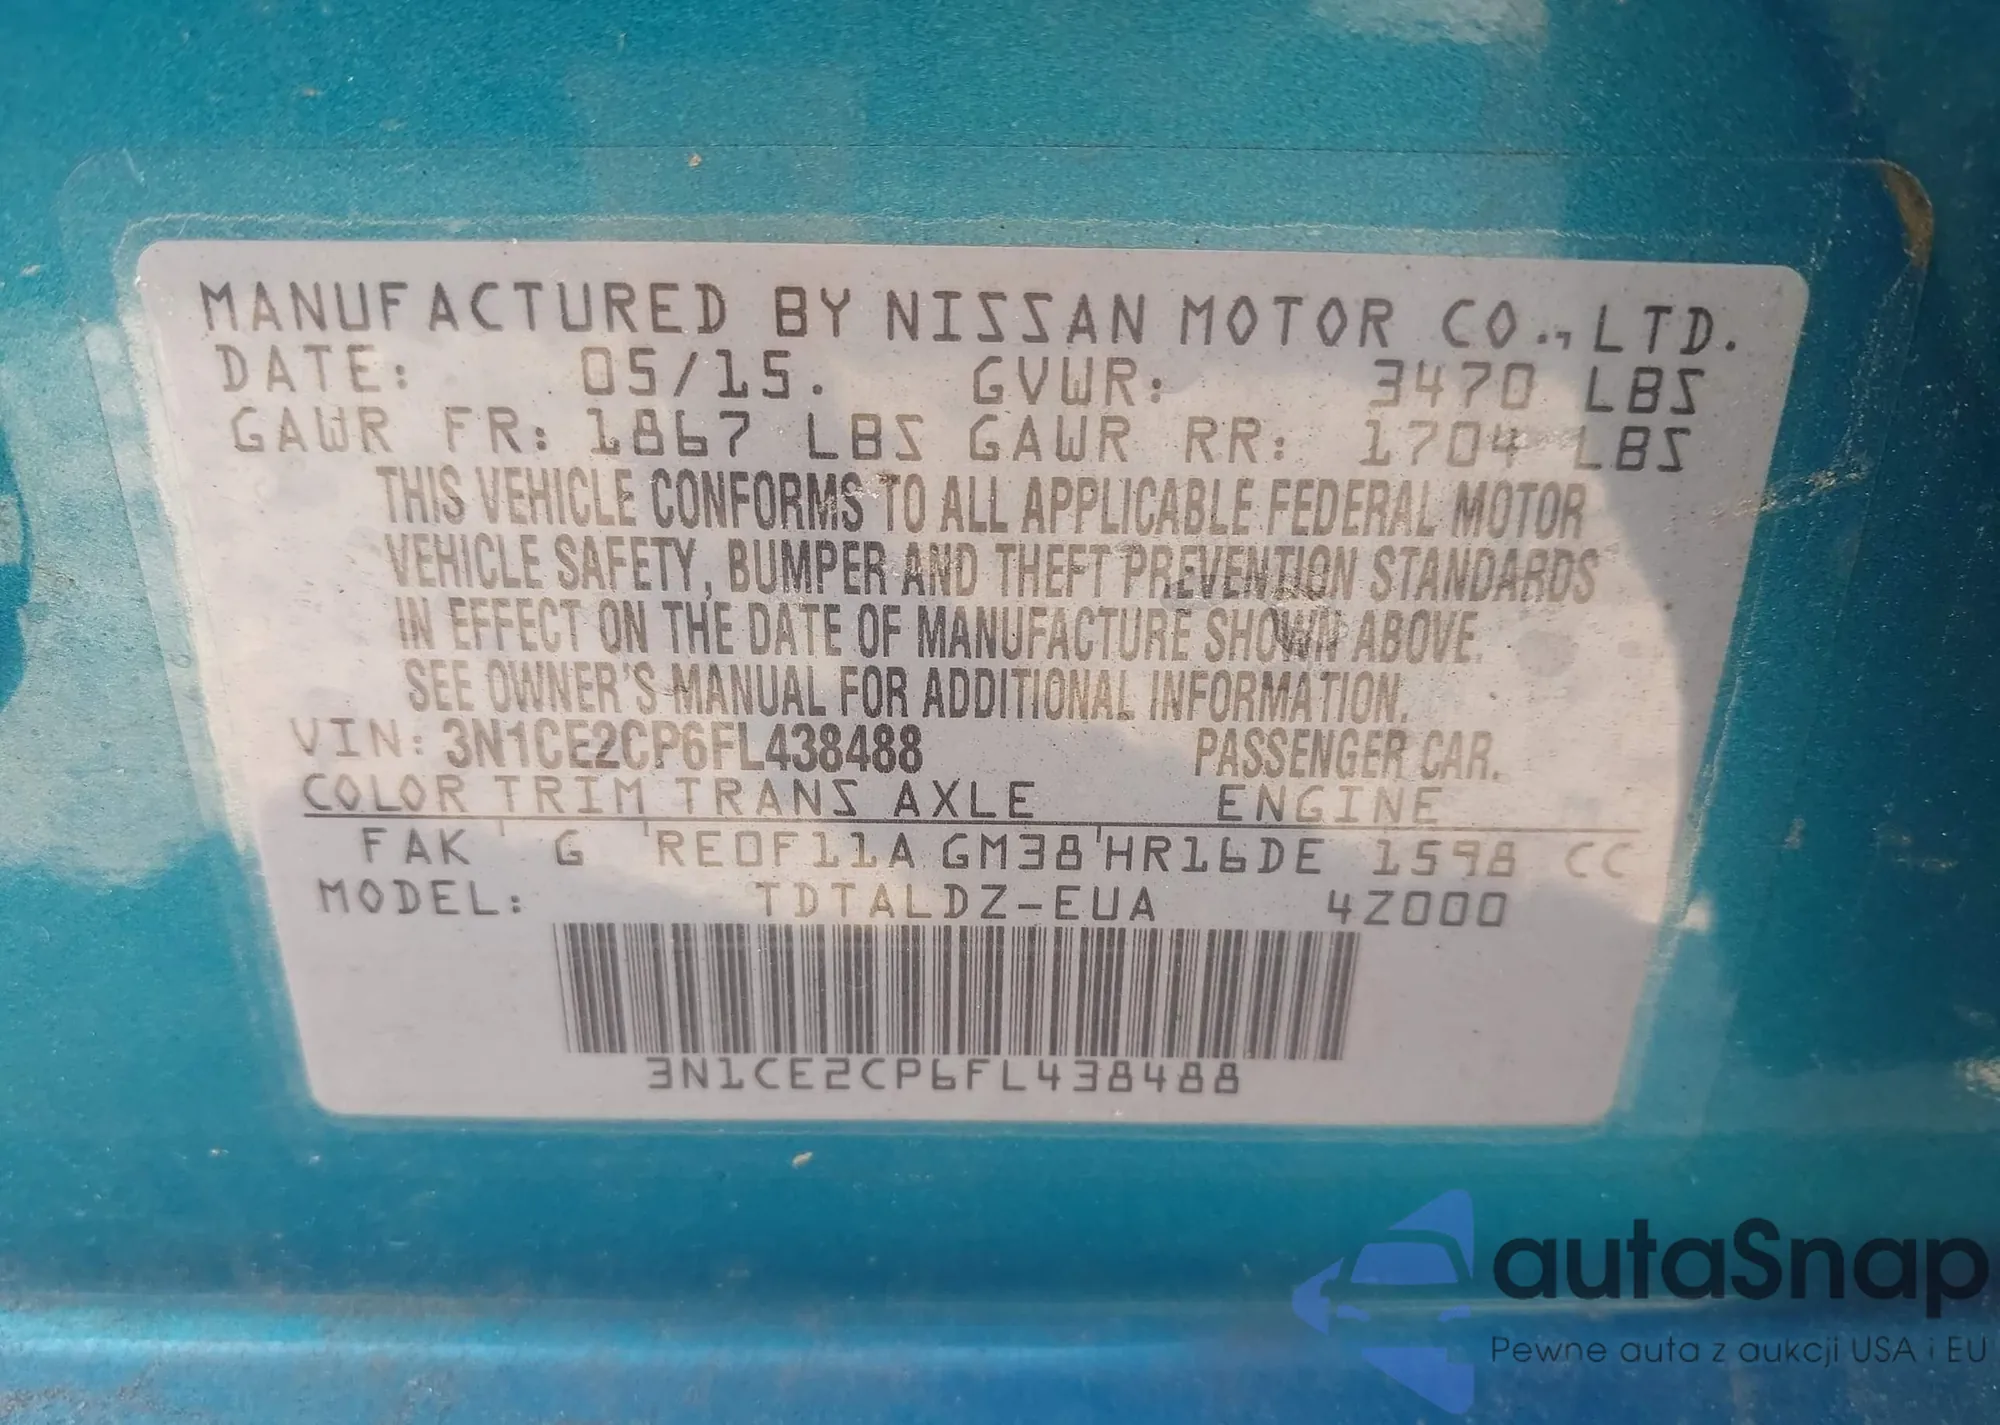 MANUFACTURED BY NISSAN MOTOR CO., LTD.
DATE: 05/15. GVWR: 3470 LBS
GAWR FR: 1867 LBS GAWR RR: 1704 LBS
THIS VEHICLE CONFORMS TO ALL APPLICABLE FEDERAL MOTOR
VEHICLE SAFETY, BUMPER AND THEFT PREVENTION STANDARDS
IN EFFECT ON THE DATE OF MANUFACTURE SHOWN ABOVE.
SEE OWNER'S MANUAL FOR ADDITIONAL INFORMATION.
VIN: 3N1CE2CP6FL438488 PASSENGER CAR.
COLOR TRIM TRANS AXLE ENGINE
FAK G RE0F11A GM38 HR16DE 1598 CC
MODEL: TDTALDZ-EUA 4Z000
3N1CE2CP6FL438488
autaSnap
Pewne auta z aukcji USA i EU